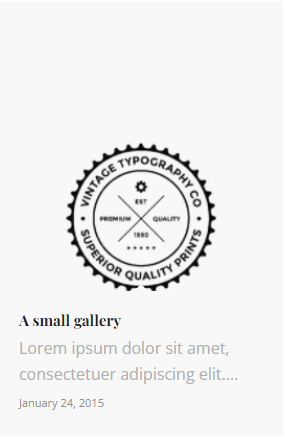 VINTAGE TYPOGRAPHY CO
EST
PREMIUM QUALITY
1990
SUPERIOR QUALITY PRINTS
A small gallery
Lorem ipsum dolor sit amet,
consectetuer adipiscing elit....
January 24, 2015